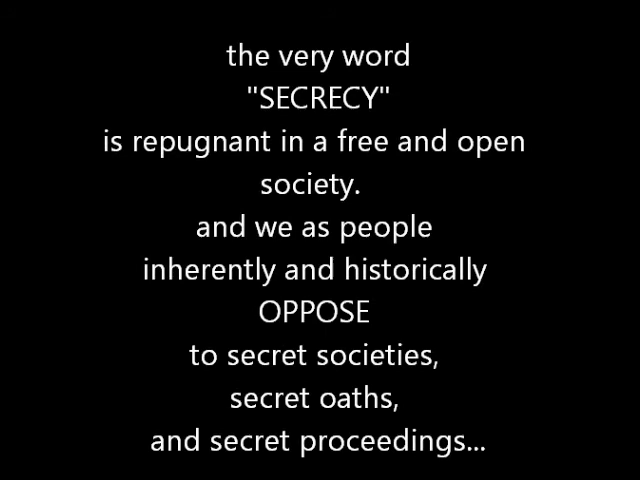 the very word
"SECRECY"
is repugnant in a free and open
society.
and we as people
inherently and historically
OPPOSE
to secret societies,
secret oaths,
and secret proceedings...